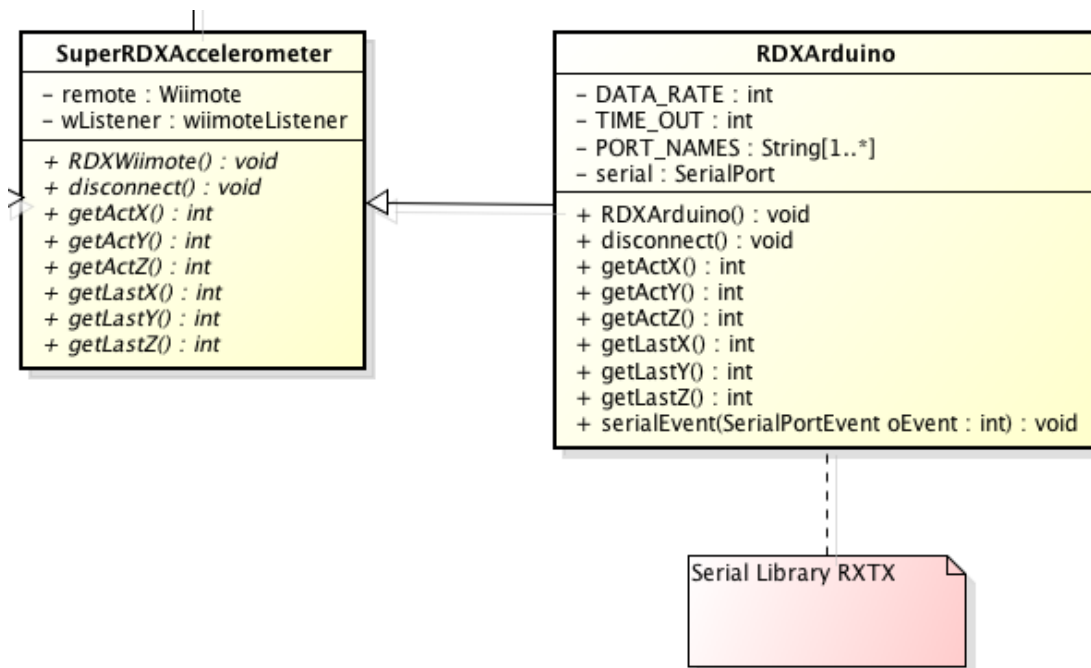 SuperRDXAccelerometer
- remote : Wiimote
- wListener : wiimoteListener
+ RDXWiimote() : void
+ disconnect() : void
+ getActX() : int
+ getActY() : int
+ getActZ() : int
+ getLastX() : int
+ getLastY() : int
+ getLastZ() : int
RDXArduino
- DATA_RATE : int
- TIME_OUT : int
- PORT_NAMES : String[1..*]
- serial : SerialPort
+ RDXArduino() : void
+ disconnect() : void
+ getActX() : int
+ getActY() : int
+ getActZ() : int
+ getLastX() : int
+ getLastY() : int
+ getLastZ() : int
+ serialEvent(SerialPortEvent oEvent : int) : void
Serial Library RXTX